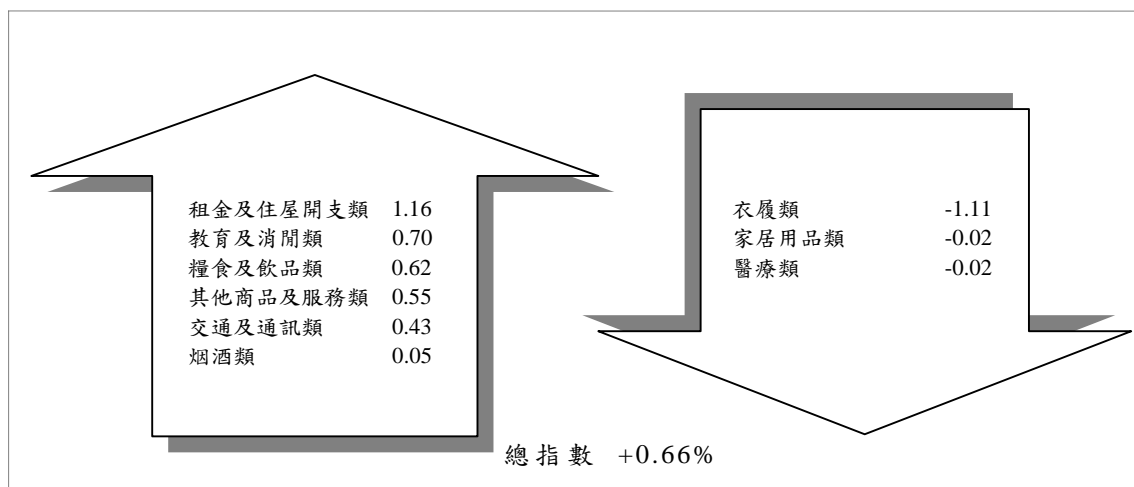 租金及住屋開支類 1.16
教育及消閒類 0.70
糧食及飲品類 0.62
其他商品及服務類 0.55
交通及通訊類 0.43
烟酒類 0.05
衣履類 -1.11
家居用品類 -0.02
醫療類 -0.02
總指數 +0.66%